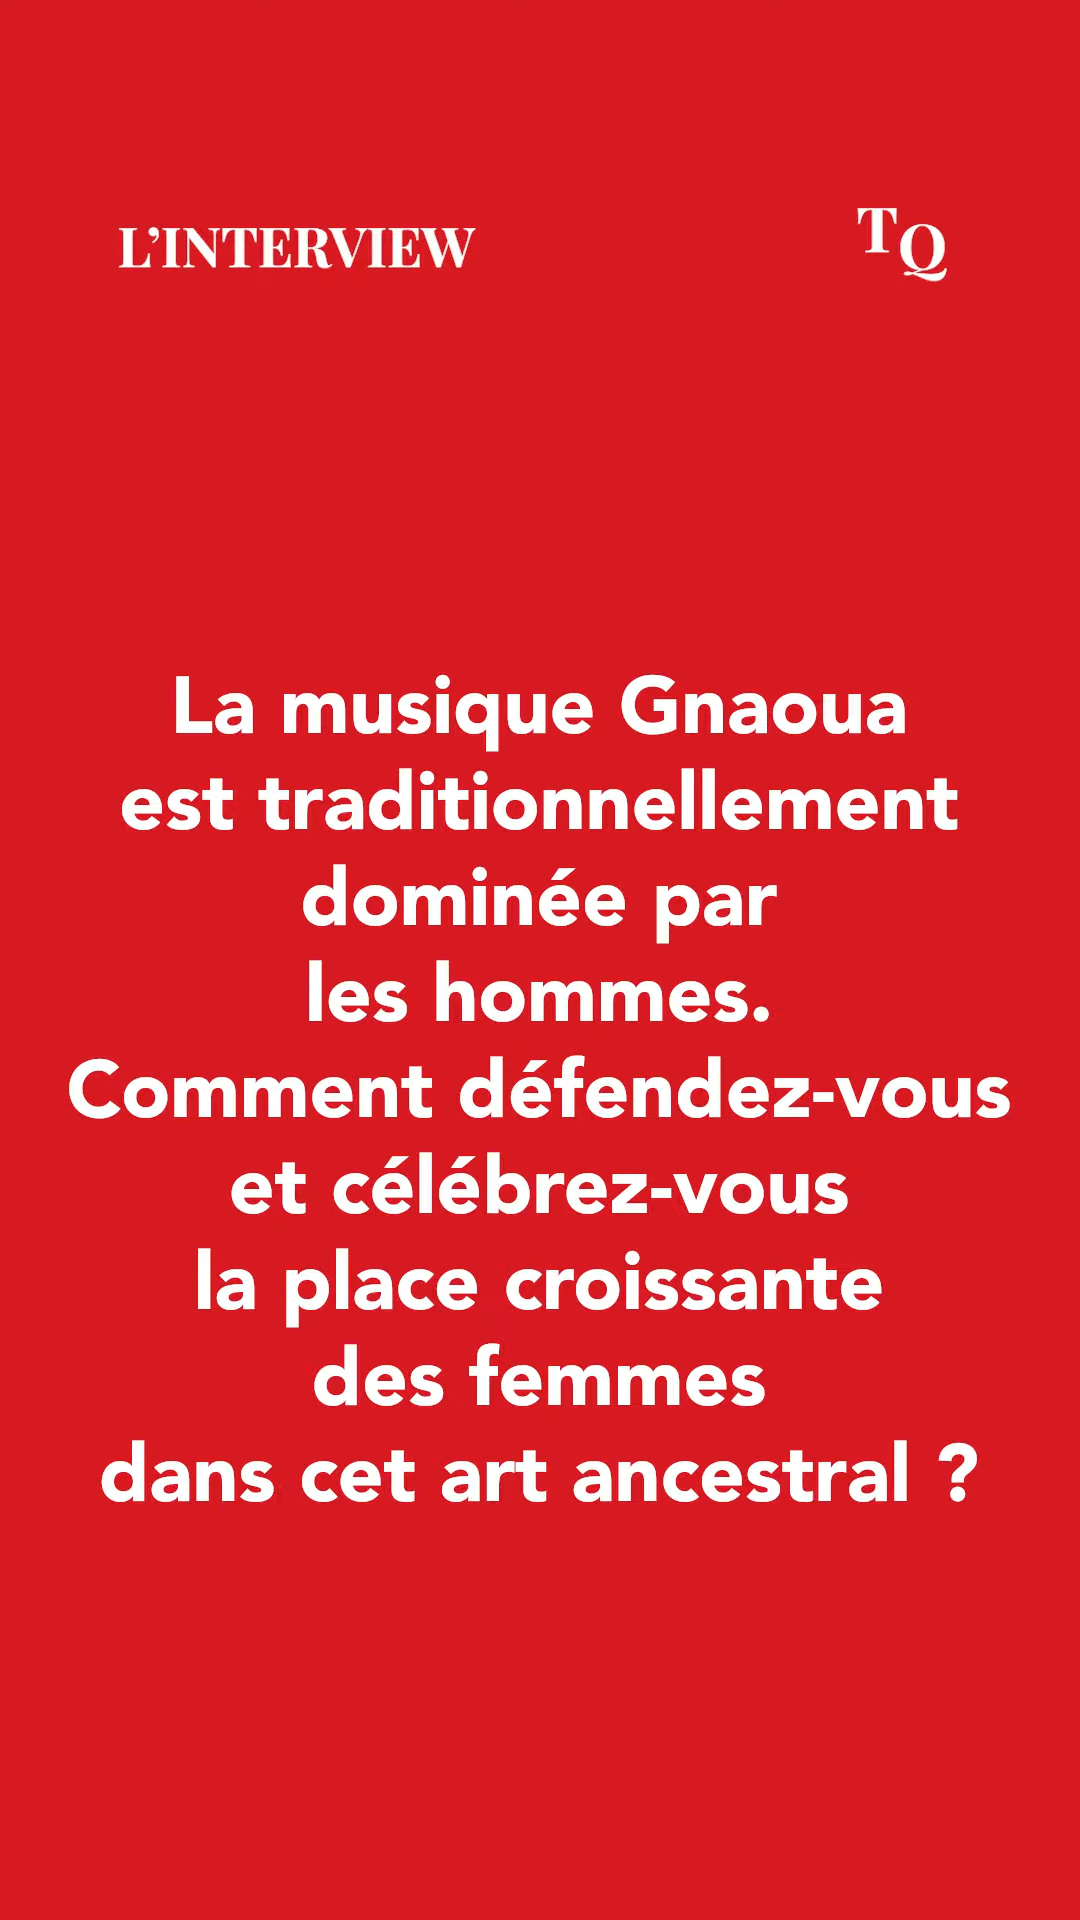 L’INTERVIEW
TQ
La musique Gnaoua
est traditionnellement
dominée par
les hommes.
Comment défendez-vous
et célébrez-vous
la place croissante
des femmes
dans cet art ancestral ?